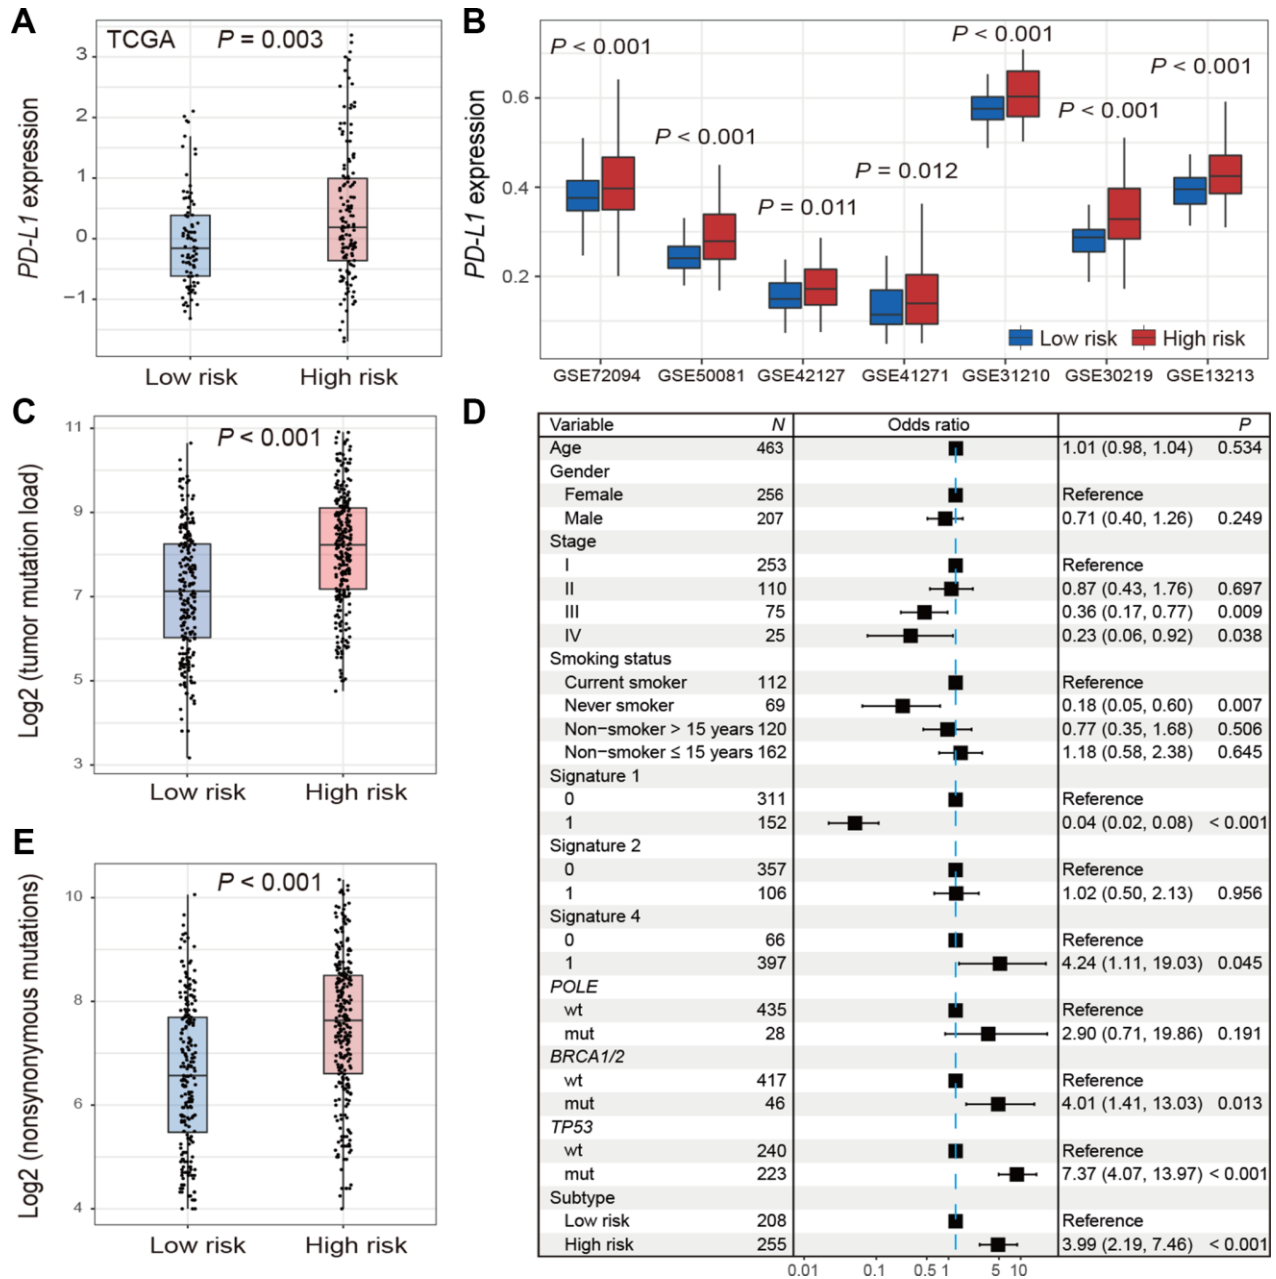 A
TCGA P = 0.003
PD-L1 expression
3
2
1
0
−1
Low risk High risk
B
P < 0.001
P < 0.001
P = 0.011
P = 0.012
P < 0.001
P < 0.001
P < 0.001
PD-L1 expression
0.6
0.4
0.2
Low risk High risk
GSE72094 GSE50081 GSE42127 GSE41271 GSE31210 GSE30219 GSE13213
C
P < 0.001
Log2 (tumor mutation load)
11
9
7
5
3
Low risk High risk
D
Variable N Odds ratio P
Age 463 1.01 (0.98, 1.04) 0.534
Gender
Female 256 Reference
Male 207 0.71 (0.40, 1.26) 0.249
Stage
I 253 Reference
II 110 0.87 (0.43, 1.76) 0.697
III 75 0.36 (0.17, 0.77) 0.009
IV 25 0.23 (0.06, 0.92) 0.038
Smoking status
Current smoker 112 Reference
Never smoker 69 0.18 (0.05, 0.60) 0.007
Non−smoker > 15 years 120 0.77 (0.35, 1.68) 0.506
Non−smoker ≤ 15 years 162 1.18 (0.58, 2.38) 0.645
Signature 1
0 311 Reference
1 152 0.04 (0.02, 0.08) < 0.001
Signature 2
0 357 Reference
1 106 1.02 (0.50, 2.13) 0.956
Signature 4
0 66 Reference
1 397 4.24 (1.11, 19.03) 0.045
POLE
wt 435 Reference
mut 28 2.90 (0.71, 19.86) 0.191
BRCA1/2
wt 417 Reference
mut 46 4.01 (1.41, 13.03) 0.013
TP53
wt 240 Reference
mut 223 7.37 (4.07, 13.97) < 0.001
Subtype
Low risk 208 Reference
High risk 255 3.99 (2.19, 7.46) < 0.001
0.01 0.1 0.5 1 5 10
E
P < 0.001
Log2 (nonsynonymous mutations)
10
8
6
4
Low risk High risk